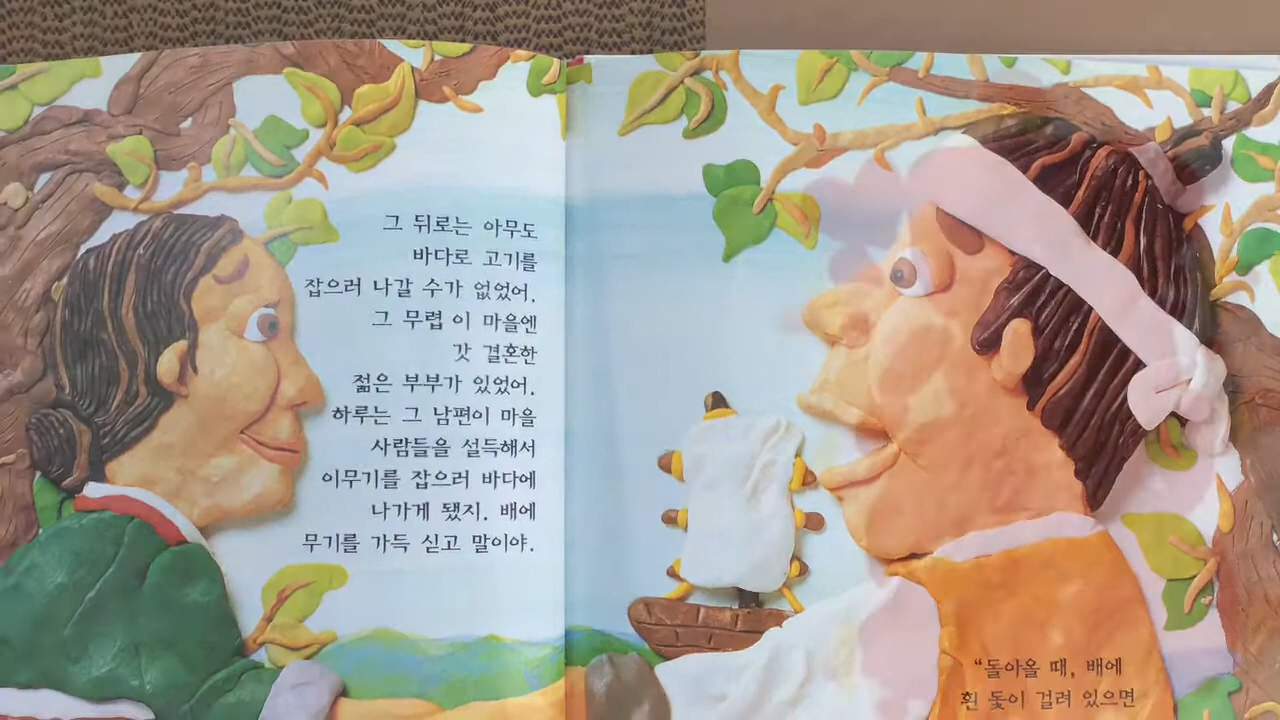 그 뒤로는 아무도
바다로 고기를
잡으러 나갈 수가 없었어.
그 무렵 이 마을엔
갓 결혼한
젊은 부부가 있었어.
하루는 그 남편이 마을
사람들을 설득해서
이무기를 잡으러 바다에
나가게 됐지. 배에
무기를 가득 싣고 말이야.
“돌아올 때, 배에
흰 돛이 걸려 있으면